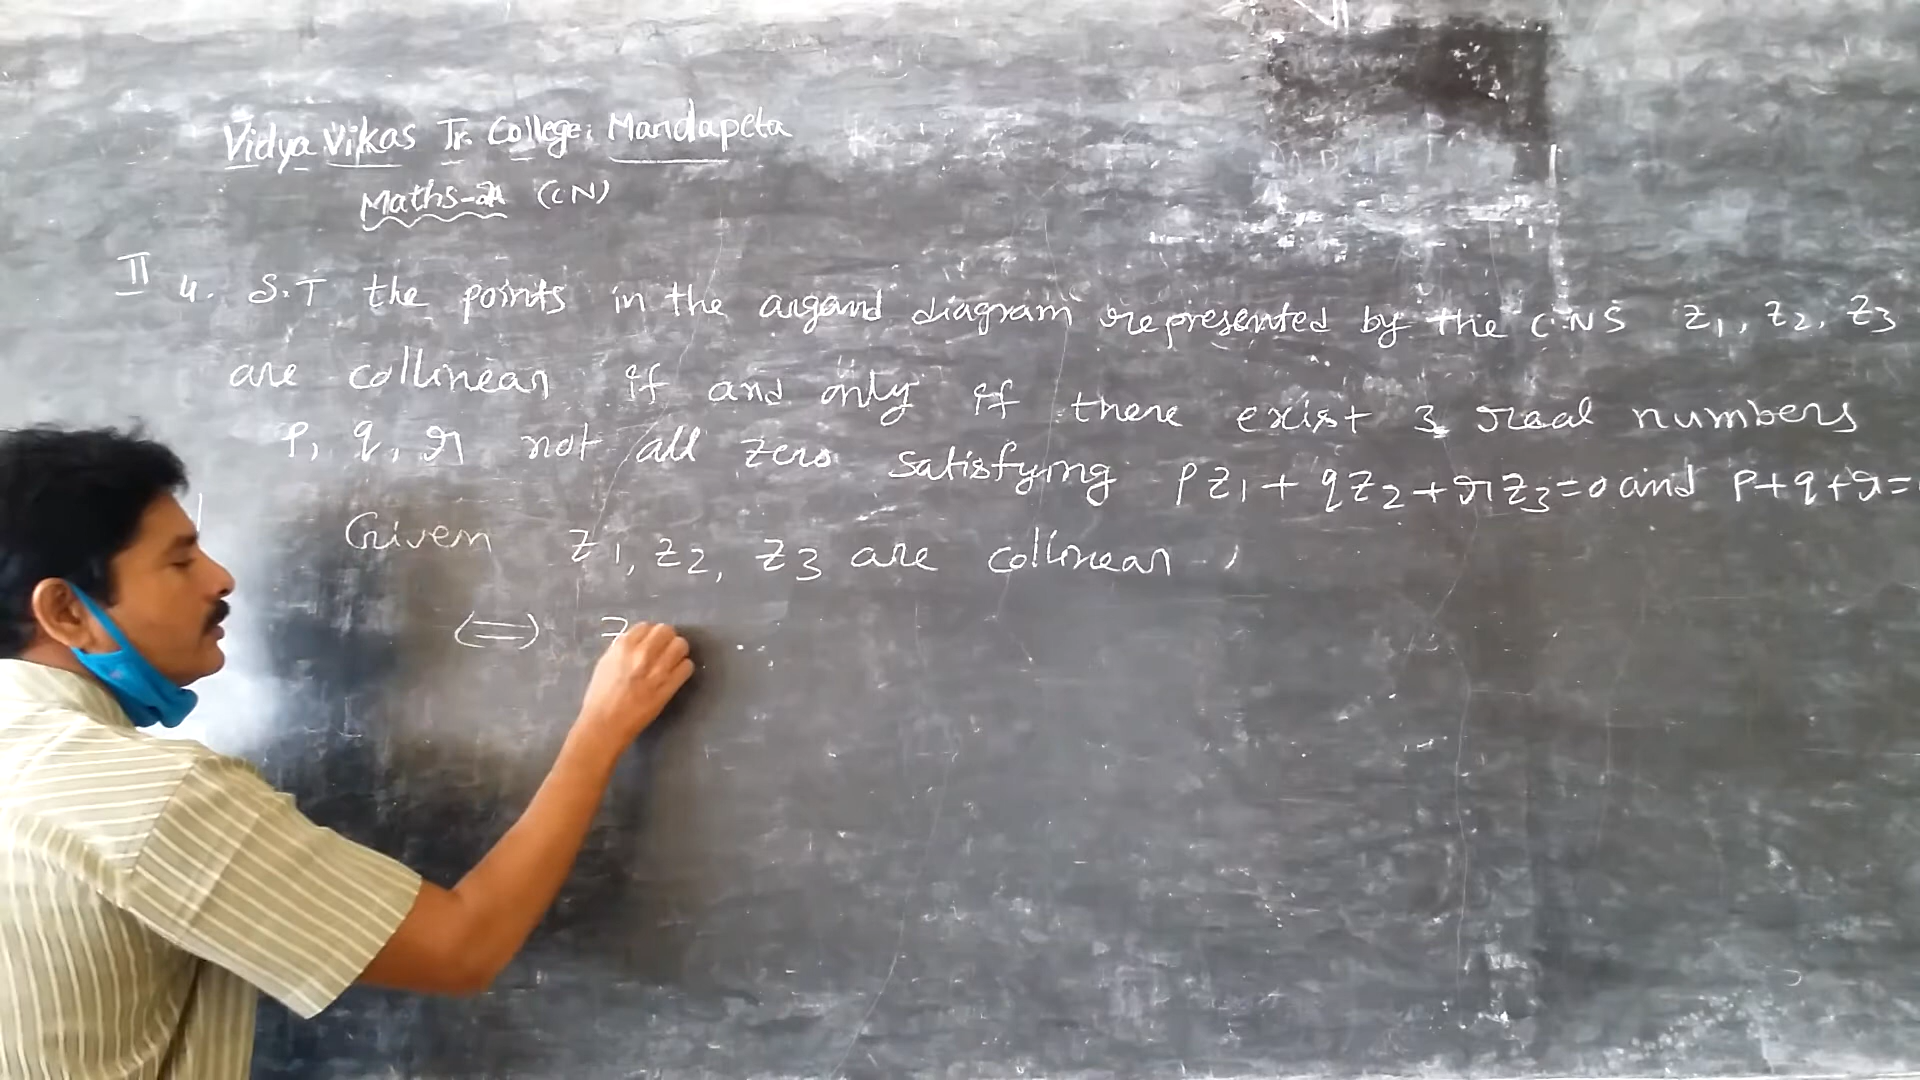 Vidya Vikas Jr. College, Mandapeta
Maths-2A (CN)
II 4. S.T the points in the argand diagram represented by the C.NS Z1, Z2, Z3
are collinear if and only if there exist 3 real numbers
p, q, r not all zero satisfying pZ1 + qZ2 + rZ3 = 0 and p+q+r=
Given Z1, Z2, Z3 are collinear,
⇔ Z